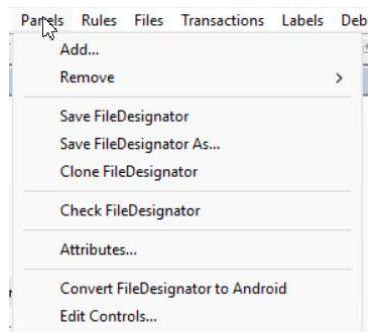 Panels Rules Files Transactions Labels Deb
Add...
Remove >
Save FileDesignator
Save FileDesignator As...
Clone FileDesignator
Check FileDesignator
Attributes...
Convert FileDesignator to Android
Edit Controls...